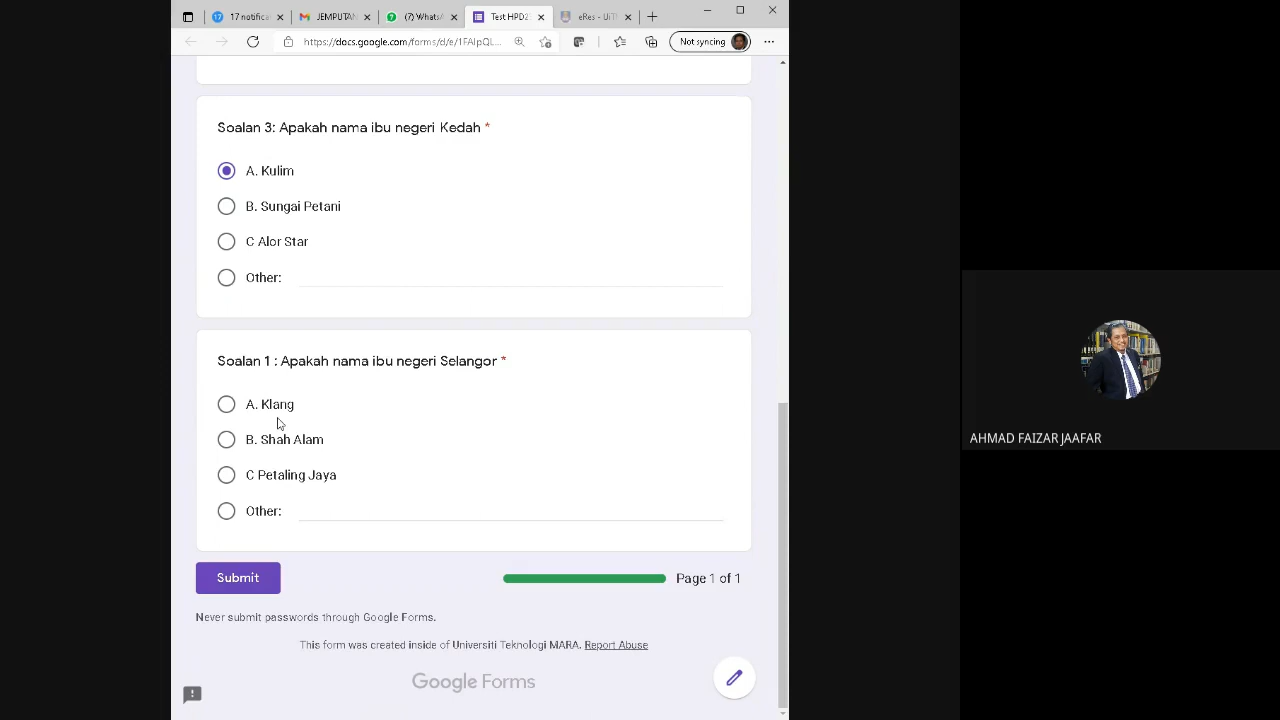 17 notifica
JEMPUTAN
(7) WhatsA
Test HPD2
eRes - UiT
https://docs.google.com/forms/d/e/1FAIpQL...
Not syncing
Soalan 3: Apakah nama ibu negeri Kedah *
A. Kulim
B. Sungai Petani
C Alor Star
Other:
Soalan 1 : Apakah nama ibu negeri Selangor *
A. Klang
B. Shah Alam
C Petaling Jaya
Other:
Submit
Page 1 of 1
Never submit passwords through Google Forms.
This form was created inside of Universiti Teknologi MARA. Report Abuse
Google Forms
AHMAD FAIZAR JAAFAR